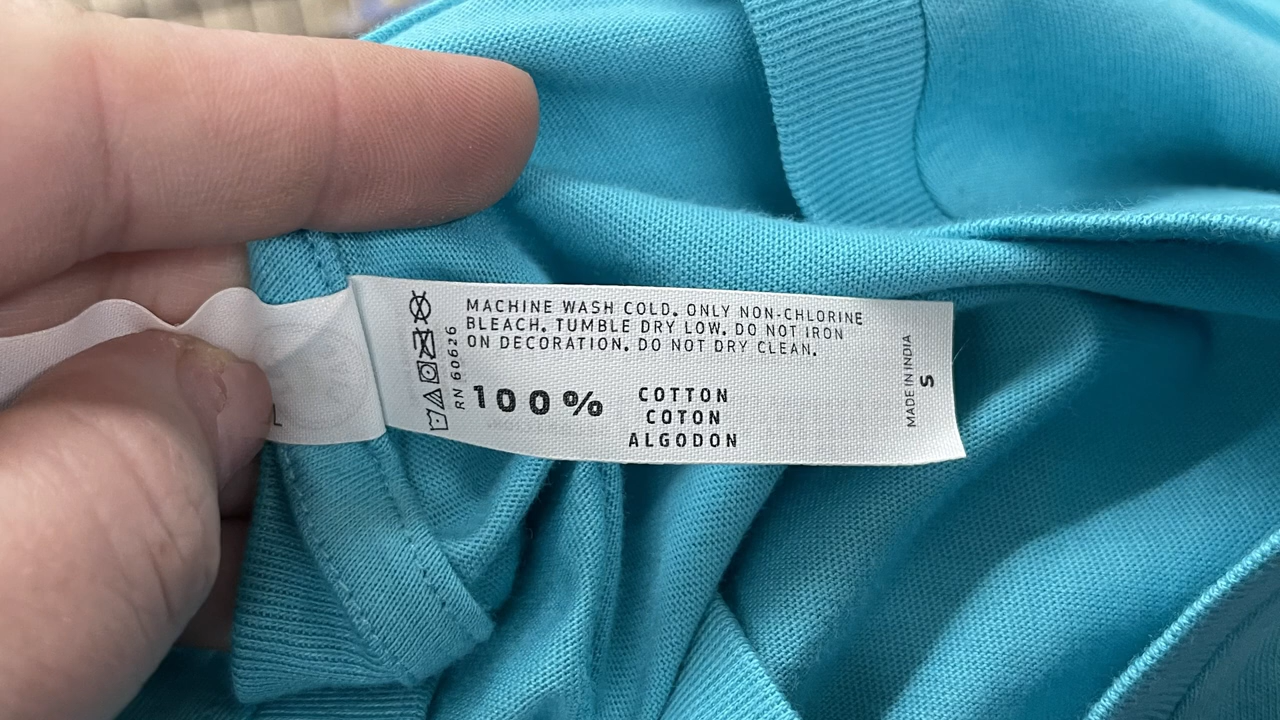 MACHINE WASH COLD. ONLY NON-CHLORINE
BLEACH. TUMBLE DRY LOW. DO NOT IRON
ON DECORATION. DO NOT DRY CLEAN.
RN 60626
100%
COTTON
COTON
ALGODON
MADE IN INDIA
S